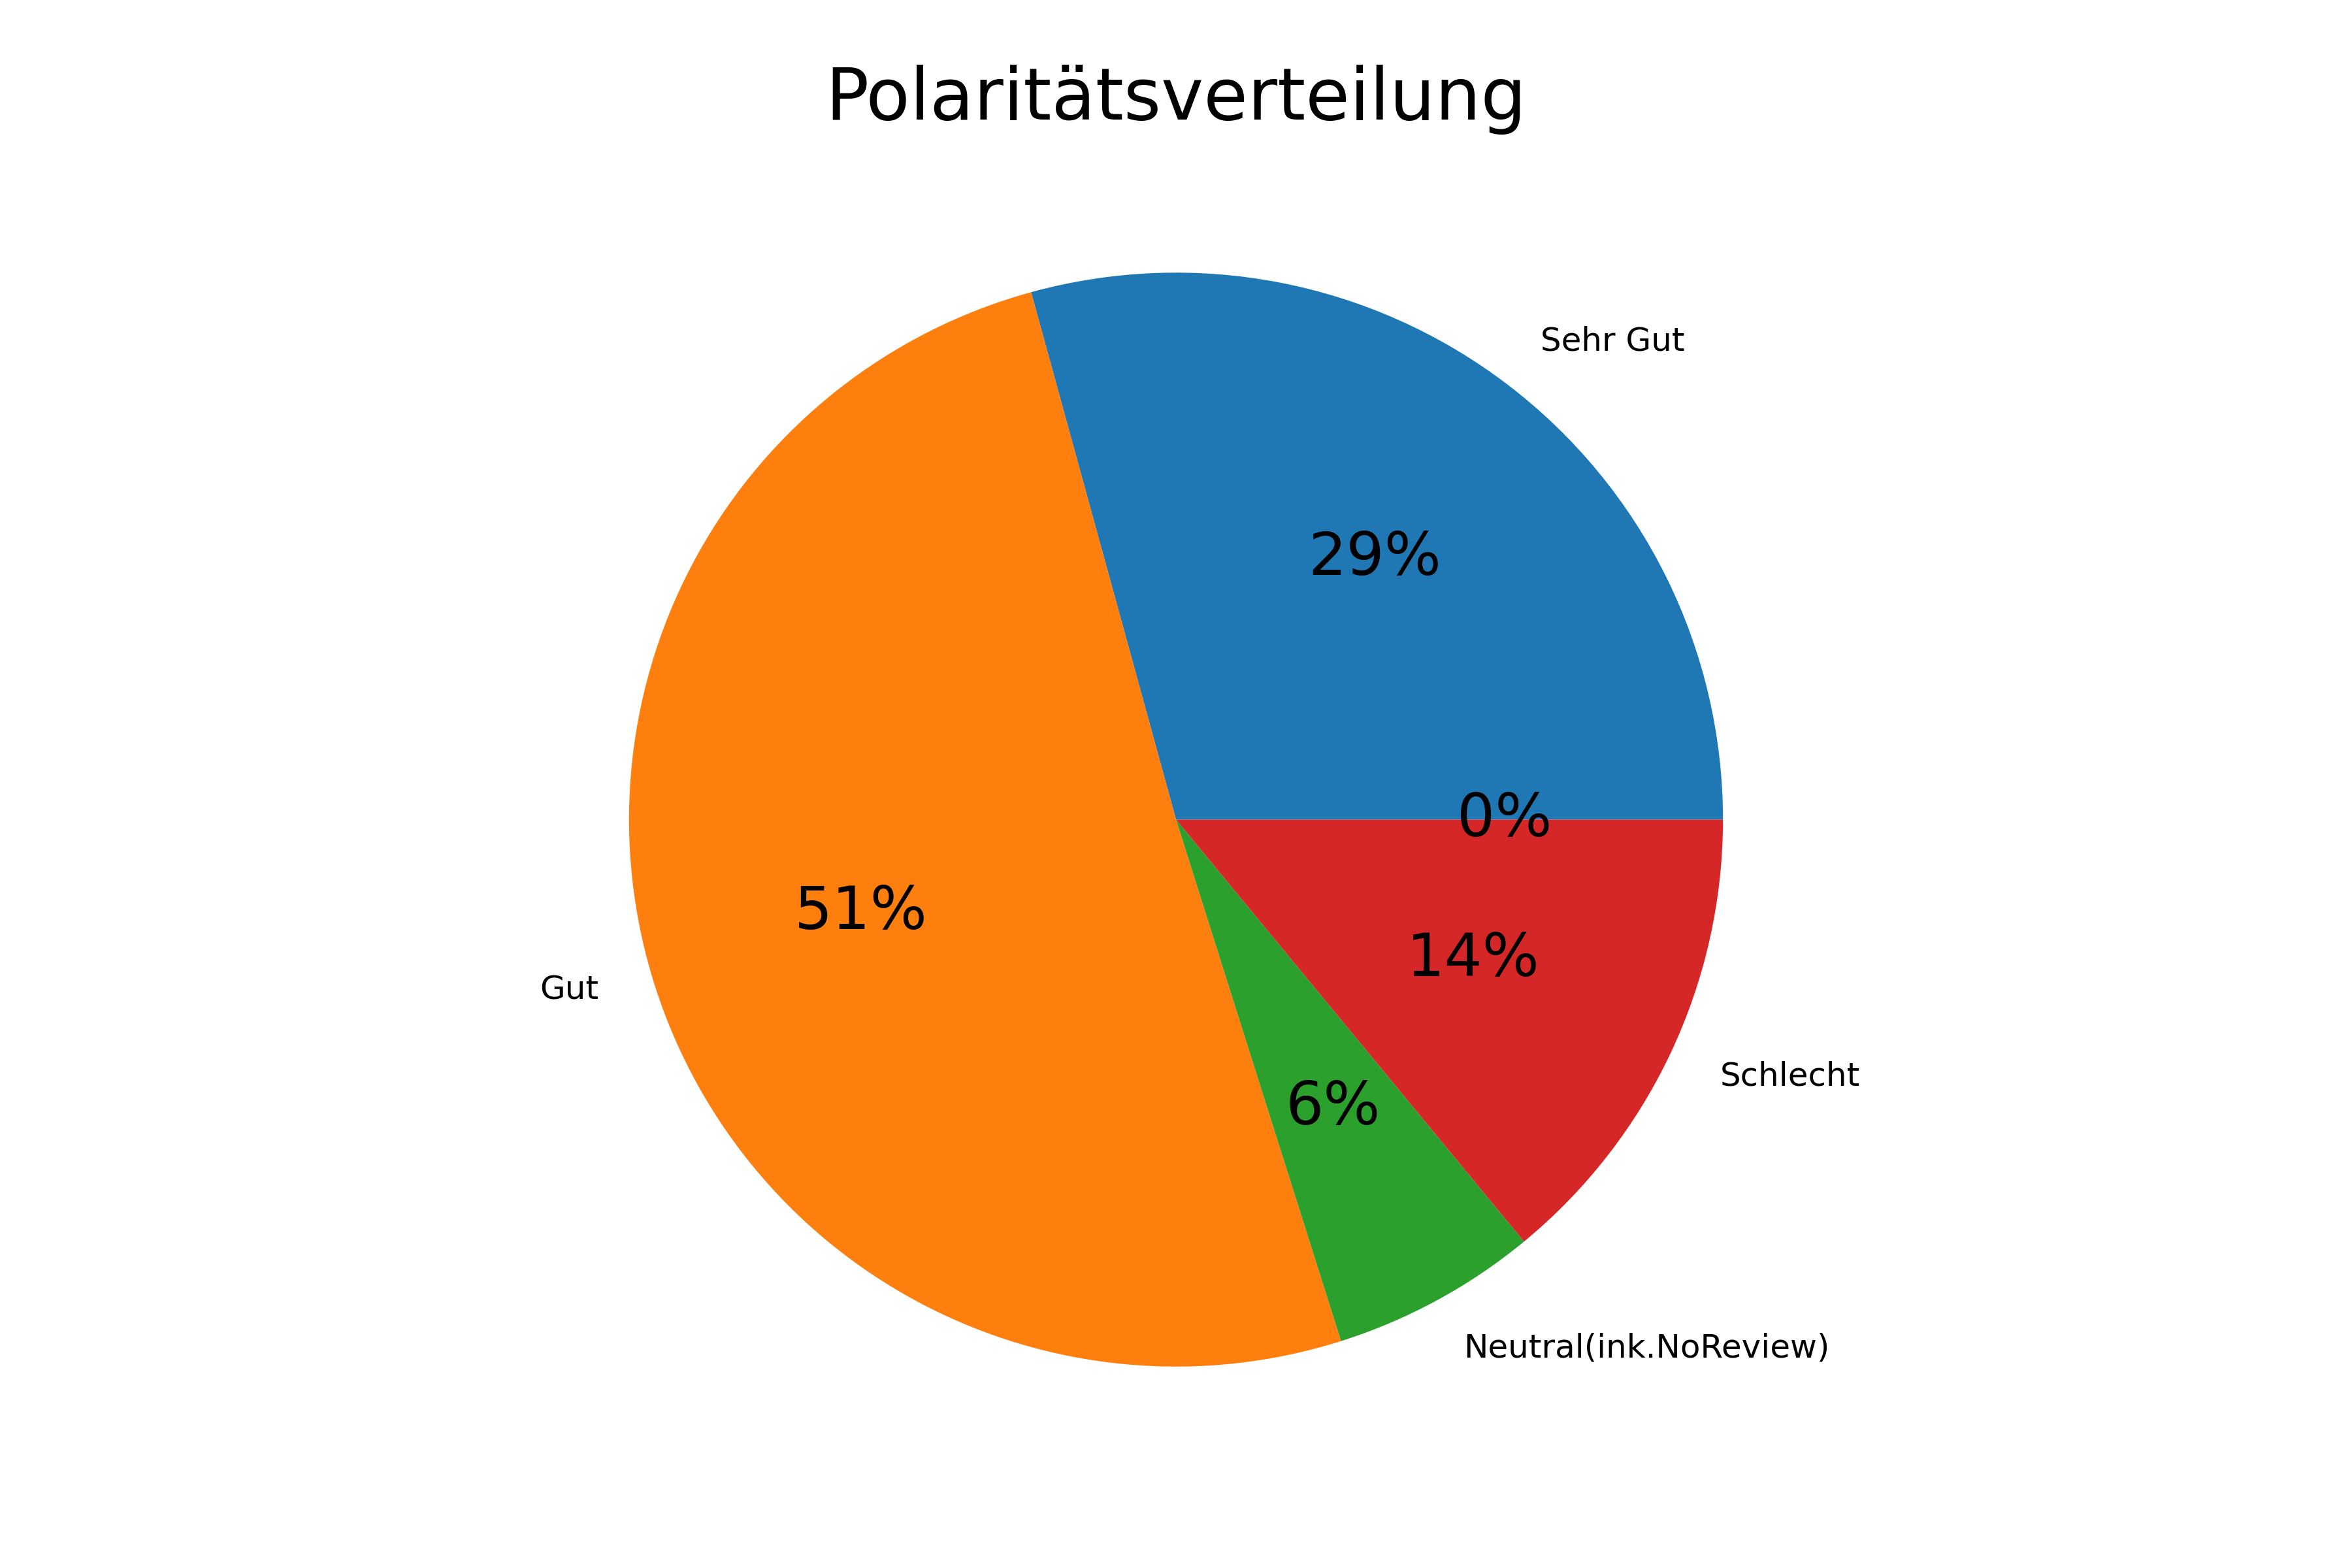 Polaritätsverteilung
Sehr Gut
29%
0%
51%
14%
Gut
Schlecht
6%
Neutral(ink.NoReview)